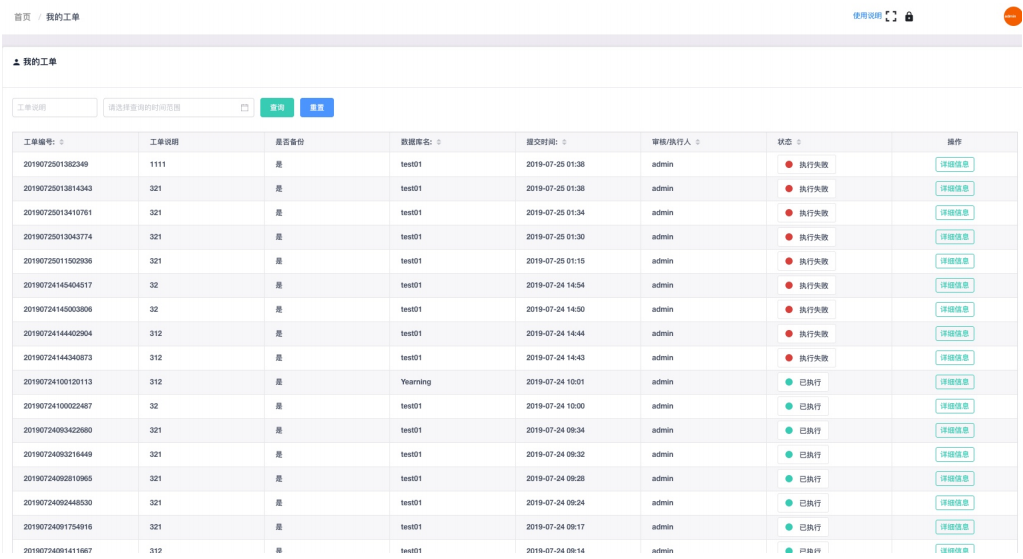 首页 / 我的工单 使用说明 admin
我的工单
工单说明 请选择查询的时间范围 查询 重置
工单编号: 工单说明 是否备份 数据库名: 提交时间: 审核/执行人 状态 操作
2019072501382349 1111 是 test01 2019-07-25 01:38 admin 执行失败 详细信息
20190725013814343 321 是 test01 2019-07-25 01:38 admin 执行失败 详细信息
20190725013410761 321 是 test01 2019-07-25 01:34 admin 执行失败 详细信息
20190725013043774 321 是 test01 2019-07-25 01:30 admin 执行失败 详细信息
20190725011502936 321 是 test01 2019-07-25 01:15 admin 执行失败 详细信息
20190724145404517 32 是 test01 2019-07-24 14:54 admin 执行失败 详细信息
20190724145003806 32 是 test01 2019-07-24 14:50 admin 执行失败 详细信息
20190724144402904 312 是 test01 2019-07-24 14:44 admin 执行失败 详细信息
20190724144340873 312 是 test01 2019-07-24 14:43 admin 执行失败 详细信息
20190724100120113 312 是 Yearning 2019-07-24 10:01 admin 已执行 详细信息
20190724100022487 32 是 test01 2019-07-24 10:00 admin 已执行 详细信息
20190724093422680 321 是 test01 2019-07-24 09:34 admin 已执行 详细信息
20190724093216449 321 是 test01 2019-07-24 09:32 admin 已执行 详细信息
20190724092810965 321 是 test01 2019-07-24 09:28 admin 已执行 详细信息
20190724092448530 321 是 test01 2019-07-24 09:24 admin 已执行 详细信息
20190724091754916 321 是 test01 2019-07-24 09:17 admin 已执行 详细信息
20190724091411667 312 是 test01 2019-07-24 09:14 admin 已执行 详细信息